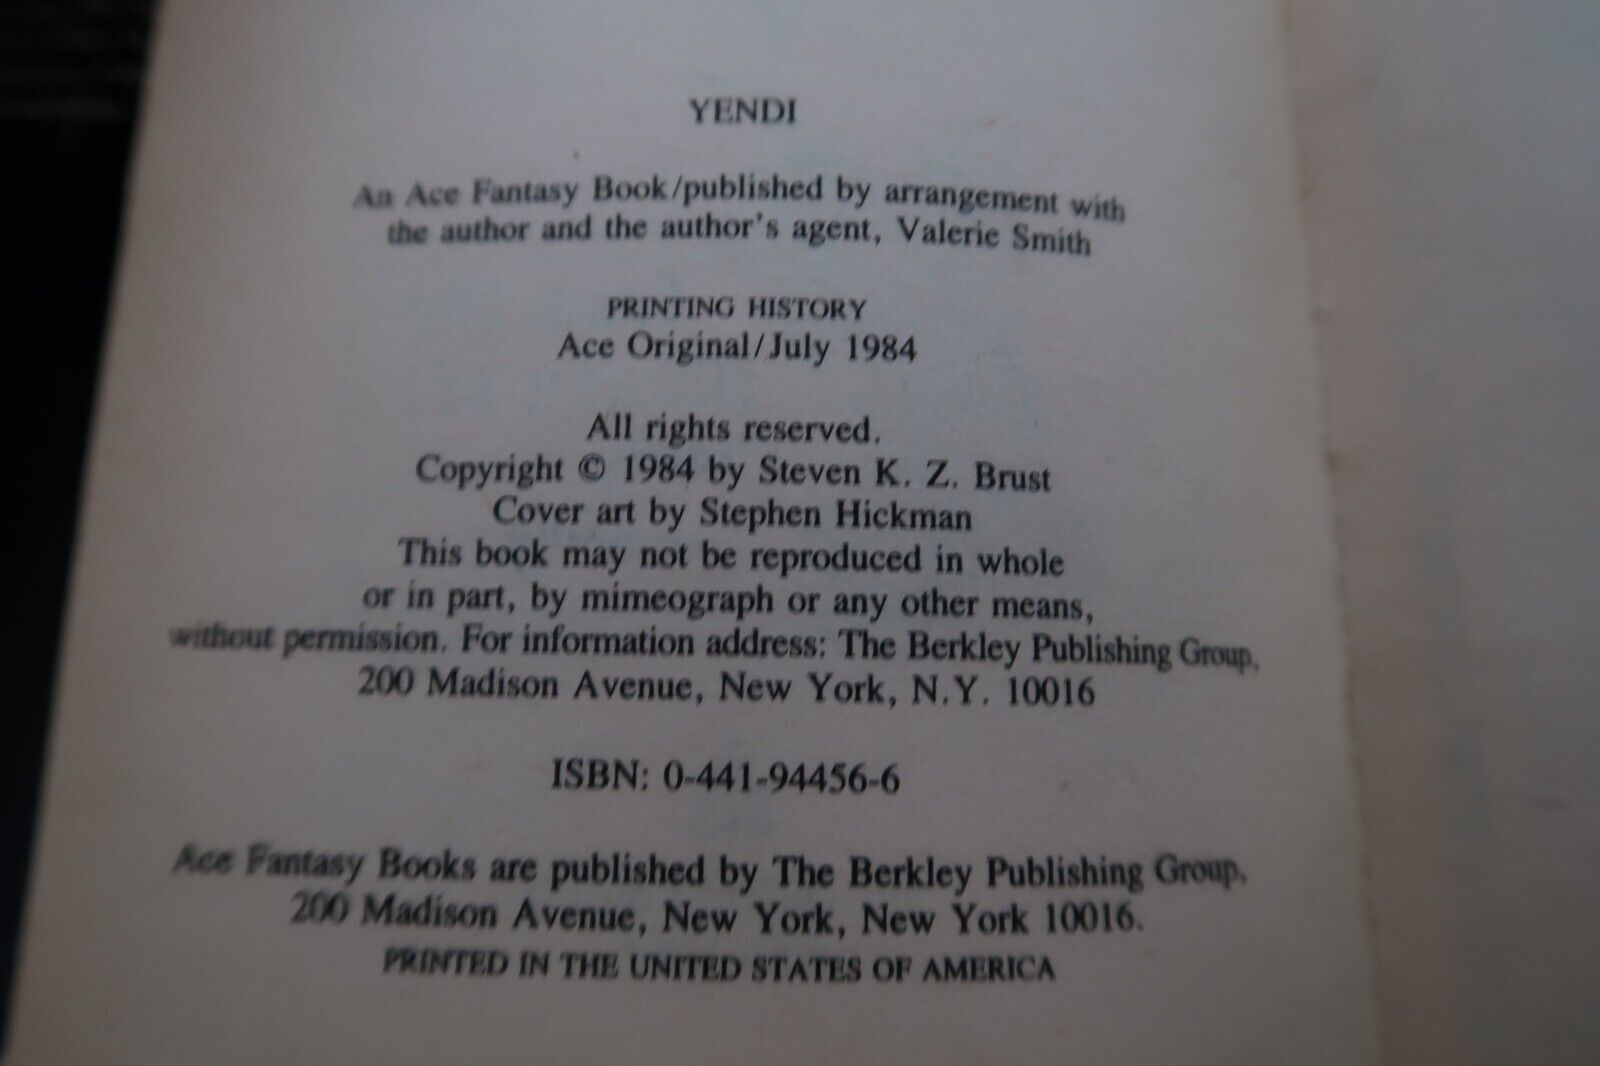 YENDI
An Ace Fantasy Book/published by arrangement with
the author and the author's agent, Valerie Smith
PRINTING HISTORY
Ace Original/July 1984
All rights reserved.
Copyright © 1984 by Steven K. Z. Brust
Cover art by Stephen Hickman
This book may not be reproduced in whole
or in part, by mimeograph or any other means,
without permission. For information address: The Berkley Publishing Group,
200 Madison Avenue, New York, N.Y. 10016
ISBN: 0-441-94456-6
Ace Fantasy Books are published by The Berkley Publishing Group,
200 Madison Avenue, New York, New York 10016.
PRINTED IN THE UNITED STATES OF AMERICA